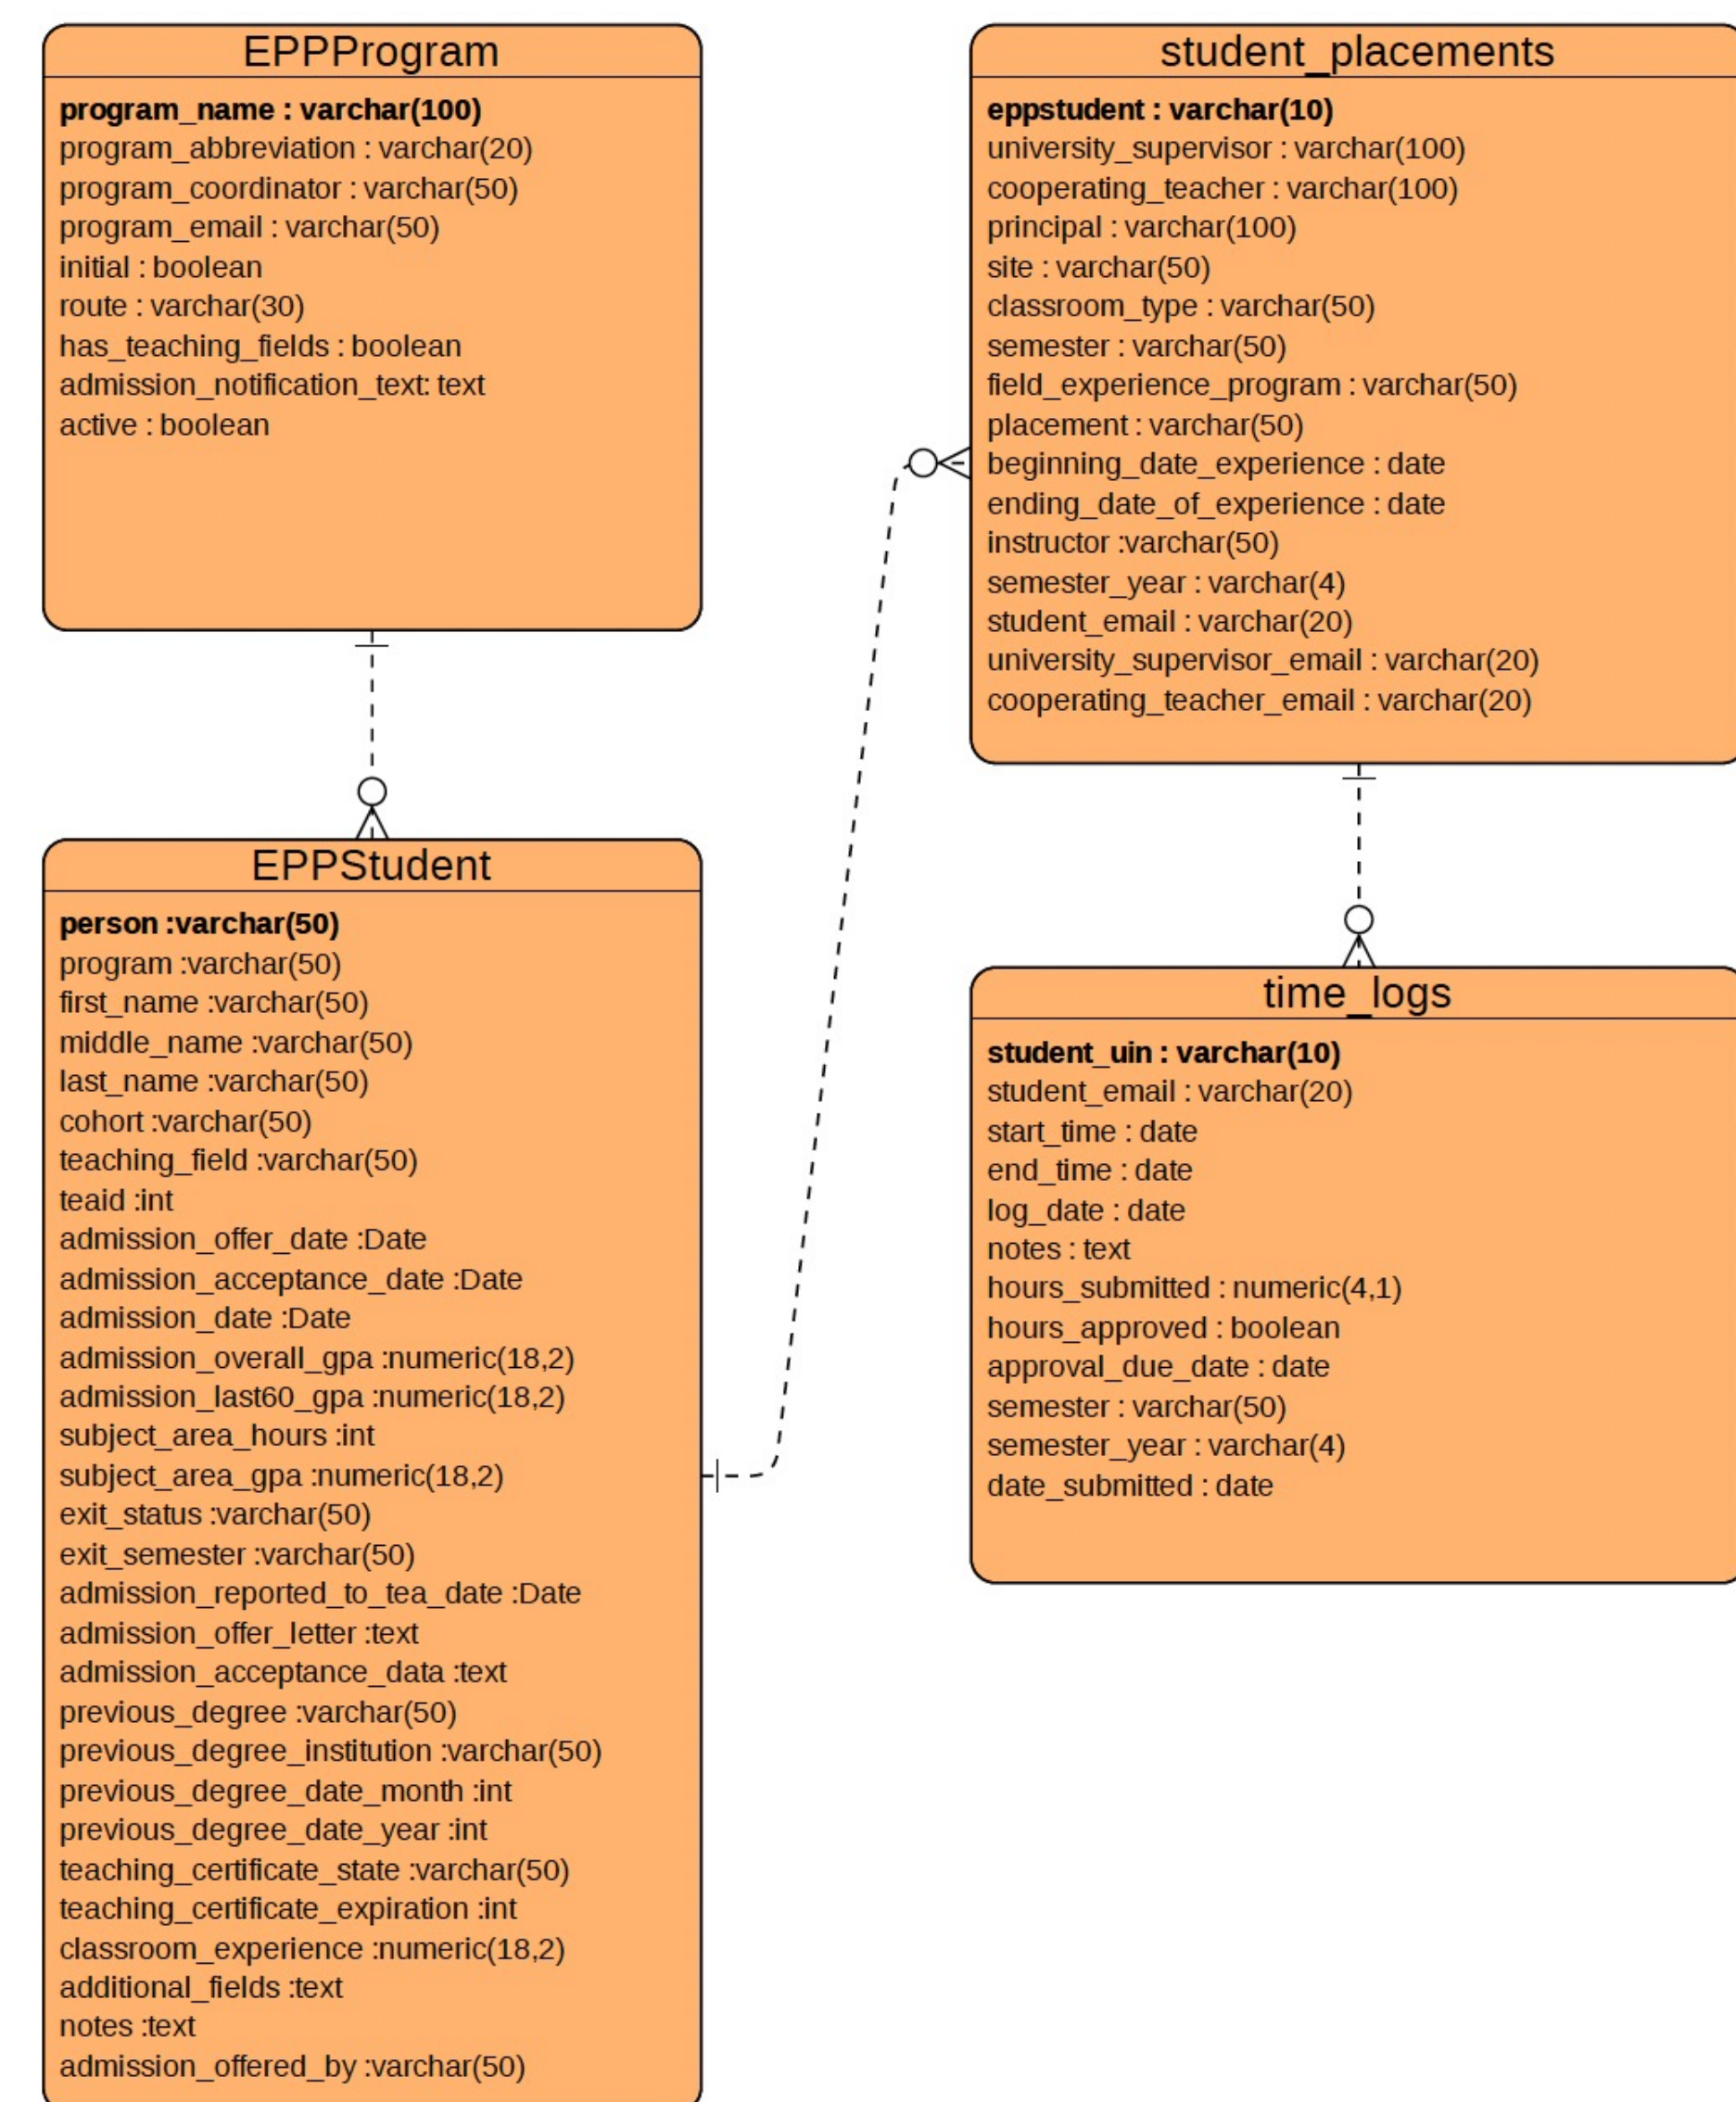 EPPProgram
program_name : varchar(100)
program_abbreviation : varchar(20)
program_coordinator : varchar(50)
program_email : varchar(50)
initial : boolean
route : varchar(30)
has_teaching_fields : boolean
admission_notification_text: text
active : boolean
EPPStudent
person :varchar(50)
program :varchar(50)
first_name :varchar(50)
middle_name :varchar(50)
last_name :varchar(50)
cohort :varchar(50)
teaching_field :varchar(50)
teaid :int
admission_offer_date :Date
admission_acceptance_date :Date
admission_date :Date
admission_overall_gpa :numeric(18,2)
admission_last60_gpa :numeric(18,2)
subject_area_hours :int
subject_area_gpa :numeric(18,2)
exit_status :varchar(50)
exit_semester :varchar(50)
admission_reported_to_tea_date :Date
admission_offer_letter :text
admission_acceptance_data :text
previous_degree :varchar(50)
previous_degree_institution :varchar(50)
previous_degree_date_month :int
previous_degree_date_year :int
teaching_certificate_state :varchar(50)
teaching_certificate_expiration :int
classroom_experience :numeric(18,2)
additional_fields :text
notes :text
admission_offered_by :varchar(50)
student_placements
eppstudent : varchar(10)
university_supervisor : varchar(100)
cooperating_teacher : varchar(100)
principal : varchar(100)
site : varchar(50)
classroom_type : varchar(50)
semester : varchar(50)
field_experience_program : varchar(50)
placement : varchar(50)
beginning_date_experience : date
ending_date_of_experience : date
instructor :varchar(50)
semester_year : varchar(4)
student_email : varchar(20)
university_supervisor_email : varchar(20)
cooperating_teacher_email : varchar(20)
time_logs
student_uin : varchar(10)
student_email : varchar(20)
start_time : date
end_time : date
log_date : date
notes : text
hours_submitted : numeric(4,1)
hours_approved : boolean
approval_due_date : date
semester : varchar(50)
semester_year : varchar(4)
date_submitted : date